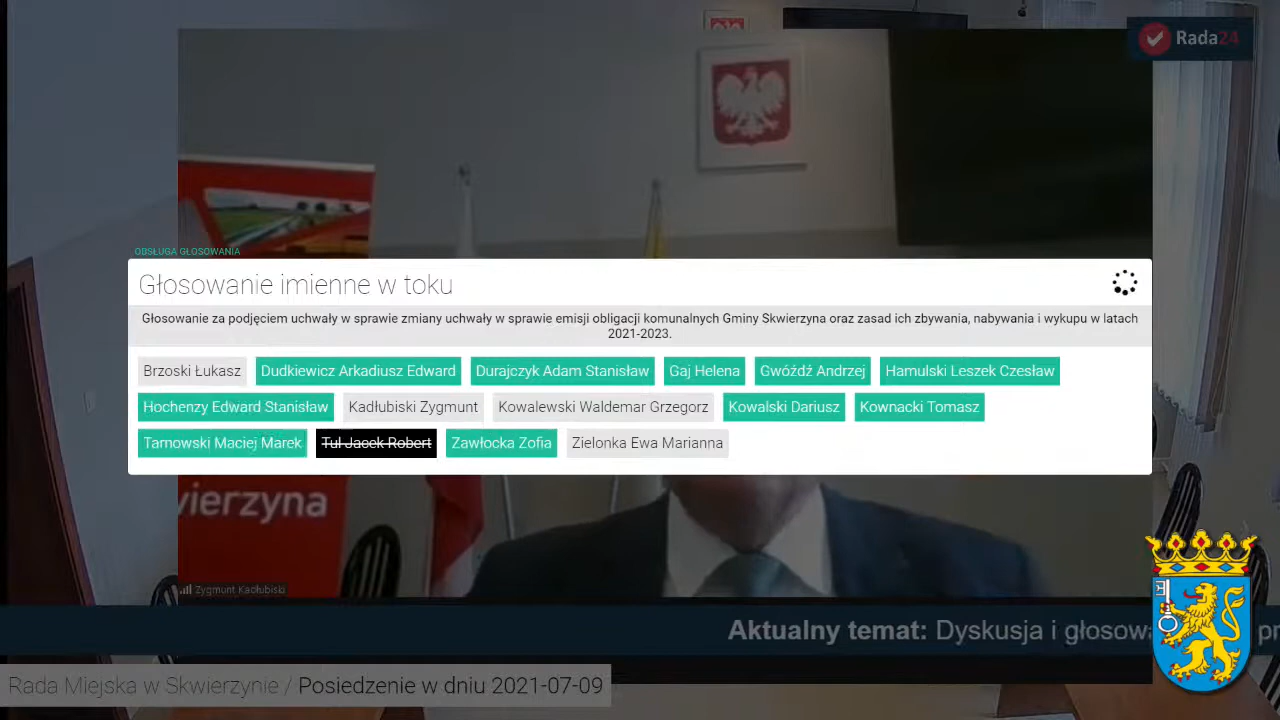 Rada24
OBSŁUGA GŁOSOWANIA
Głosowanie imienne w toku
Głosowanie za podjęciem uchwały w sprawie zmiany uchwały w sprawie emisji obligacji komunalnych Gminy Skwierzyna oraz zasad ich zbywania, nabywania i wykupu w latach
2021-2023.
Brzoski Łukasz Dudkiewicz Arkadiusz Edward Durajczyk Adam Stanisław Gaj Helena Gwóźdź Andrzej Hamulski Leszek Czesław
Hochenzy Edward Stanisław Kadłubiski Zygmunt Kowalewski Waldemar Grzegorz Kowalski Dariusz Kownacki Tomasz
Tarnowski Maciej Marek Tul Jacek Robert Zawłocka Zofia Zielonka Ewa Marianna
wierzyna
Zygmunt Kadłubiski
Aktualny temat: Dyskusja i głosowa pr
Rada Miejska w Skwierzynie / Posiedzenie w dniu 2021-07-09